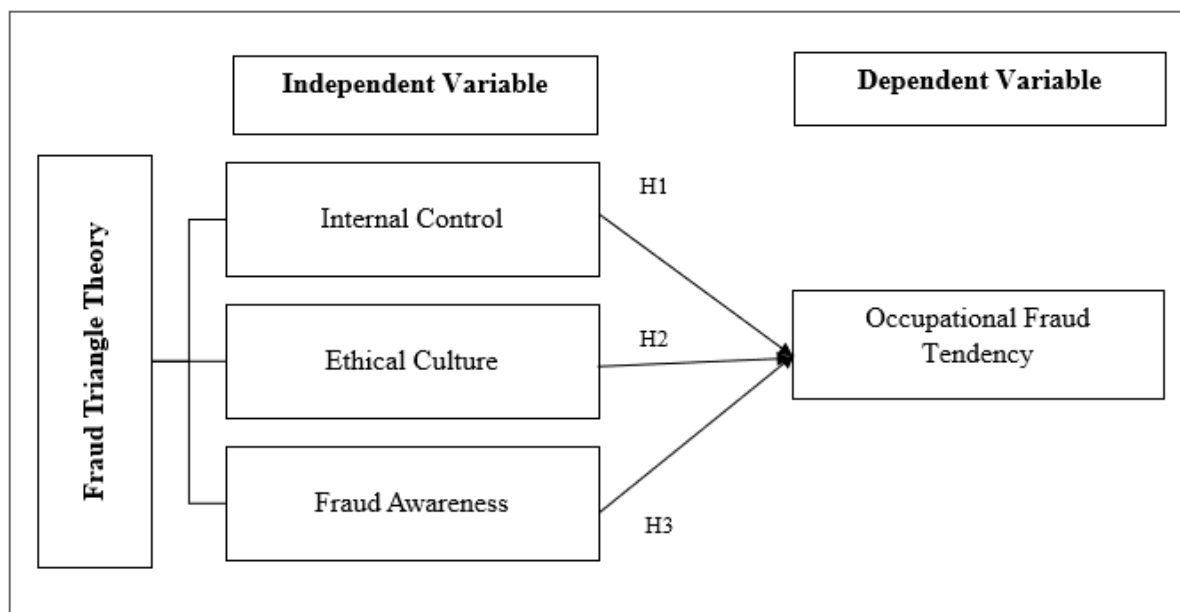 Independent Variable
Dependent Variable
Fraud Triangle Theory
Internal Control
H1
Ethical Culture
H2
Occupational Fraud
Tendency
Fraud Awareness
H3